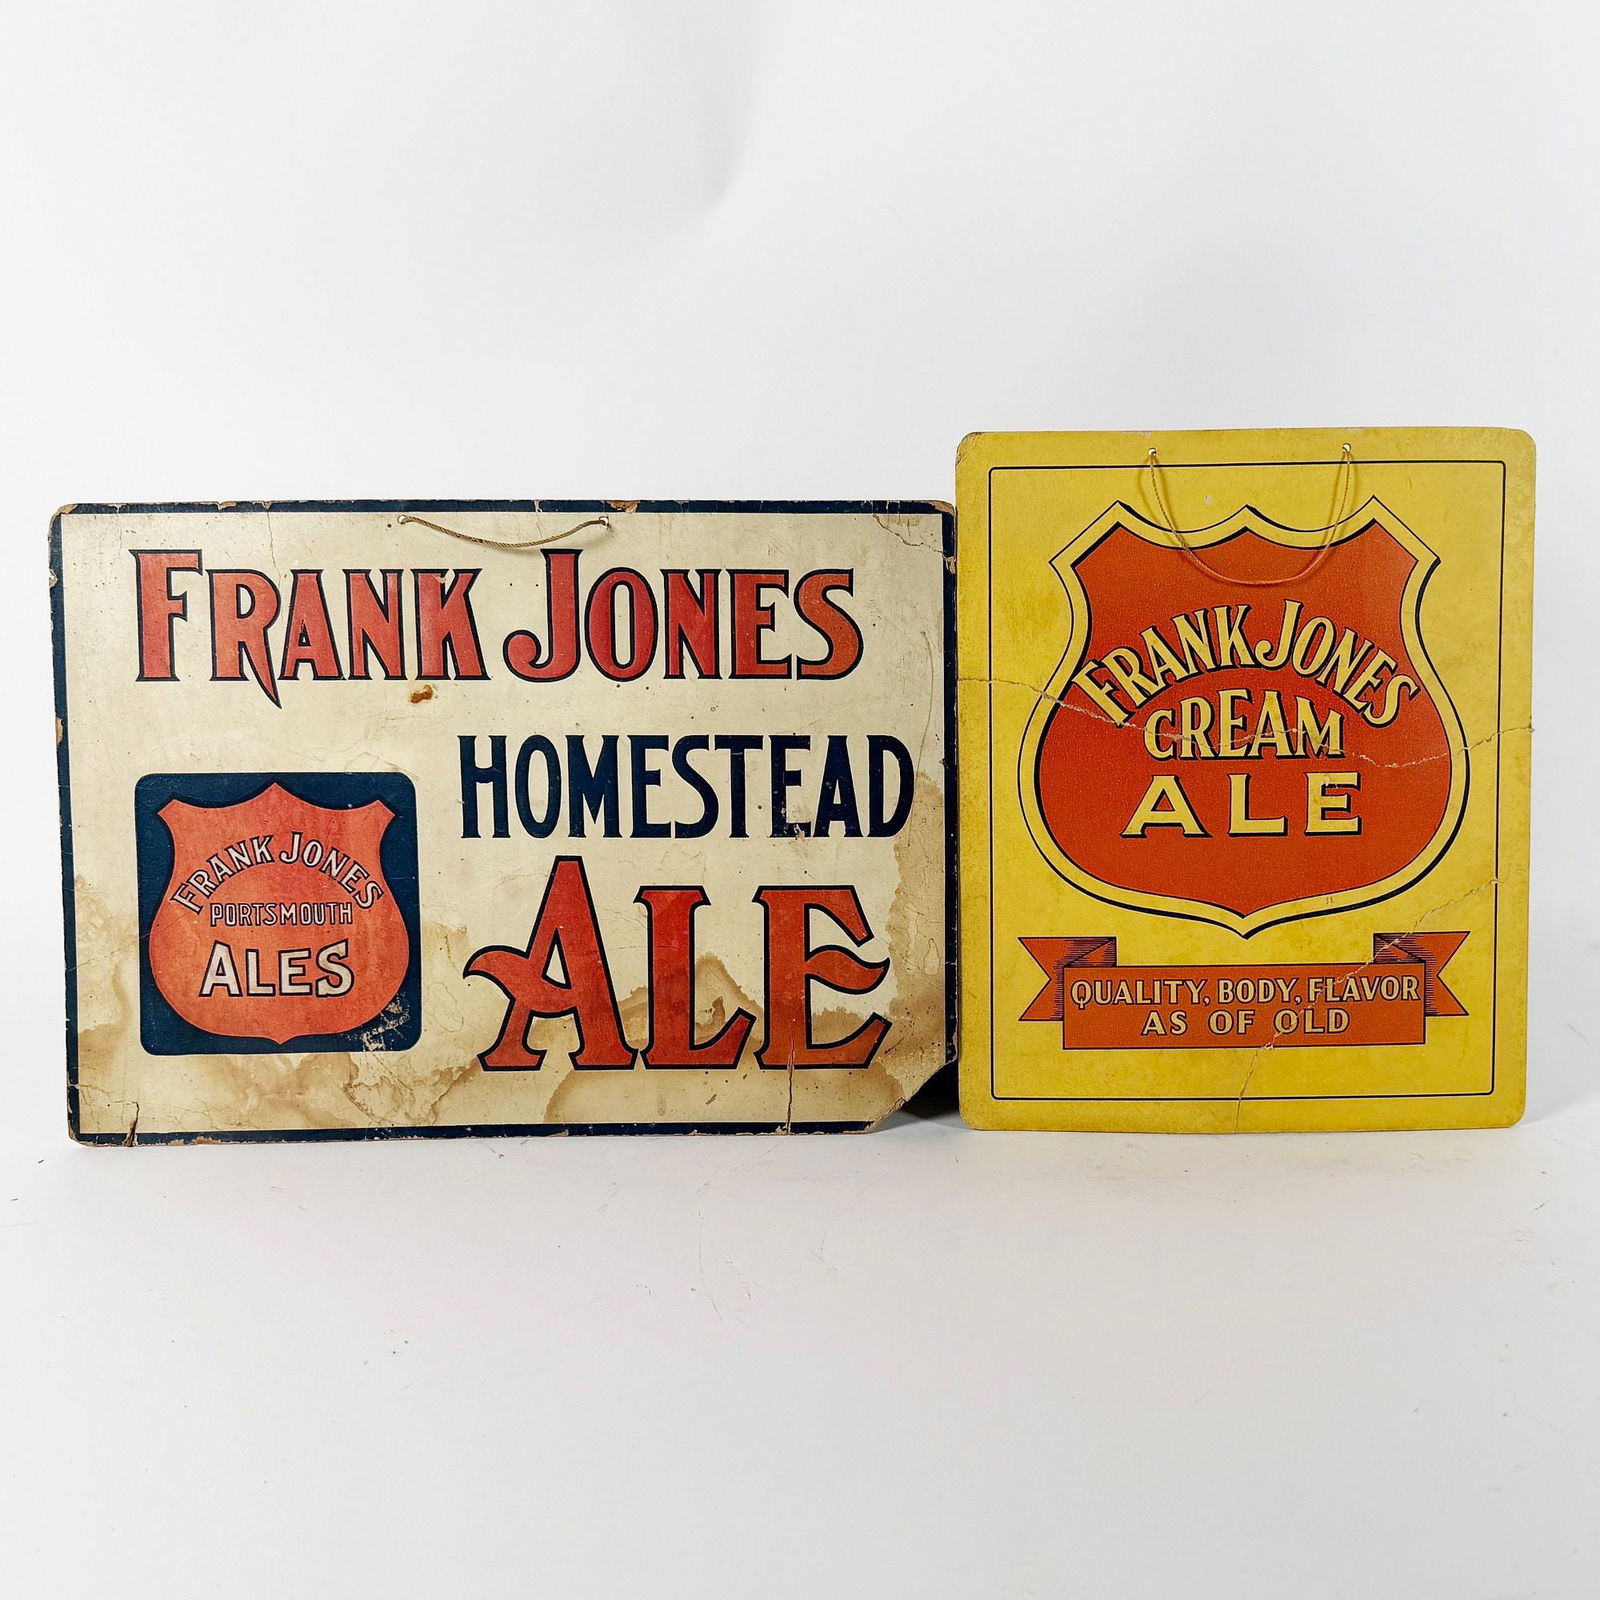 FRANK JONES
HOMESTEAD
ALE
FRANK JONES
PORTSMOUTH
ALES
FRANK JONES
CREAM
ALE
QUALITY, BODY, FLAVOR
AS OF OLD